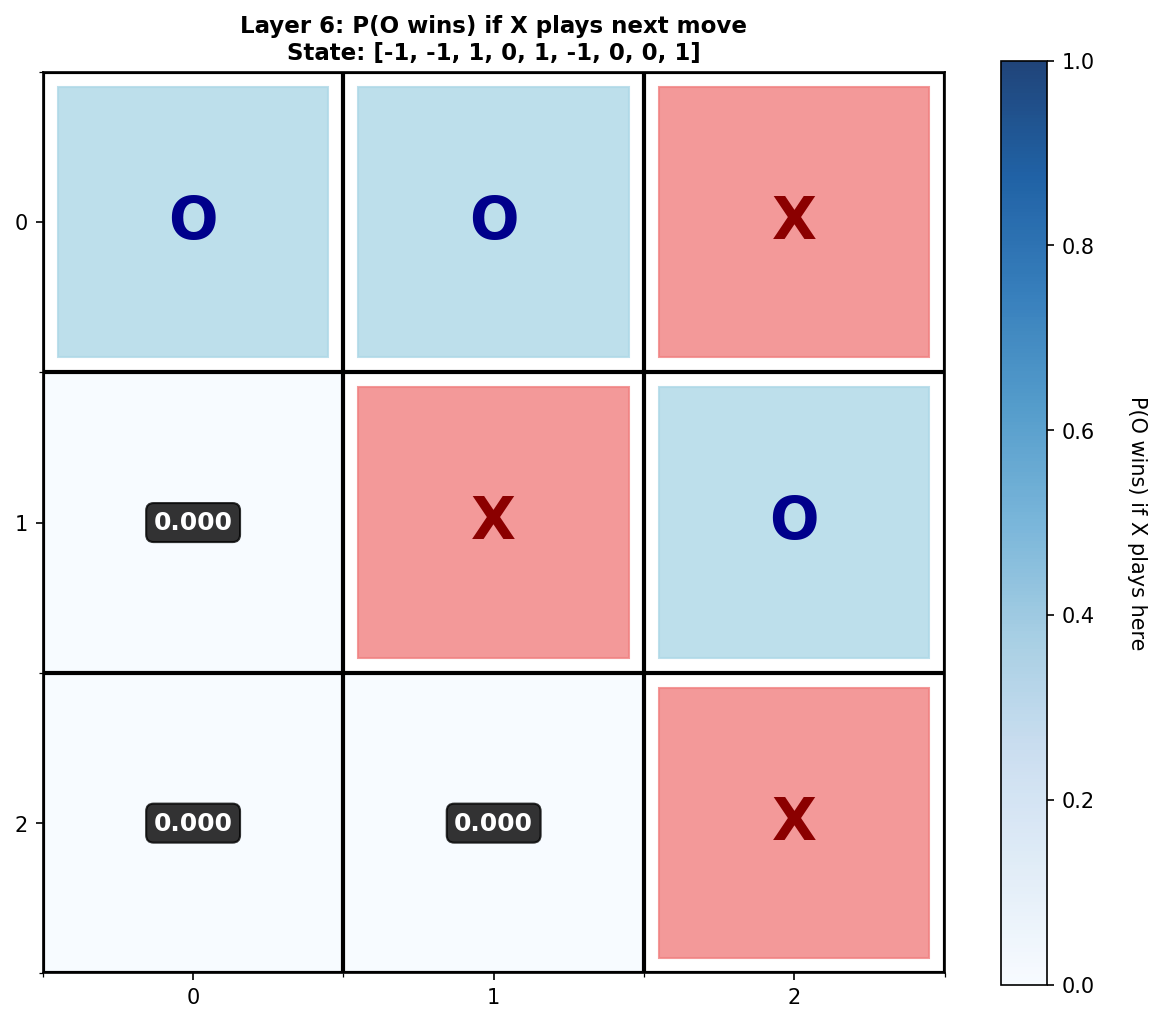 Layer 6: P(O wins) if X plays next move
State: [-1, -1, 1, 0, 1, -1, 0, 0, 1]
0
O
O
X
1
0.000
X
O
2
0.000
0.000
X
0
1
2
1.0
0.8
0.6
0.4
0.2
0.0
P(O wins) if X plays here